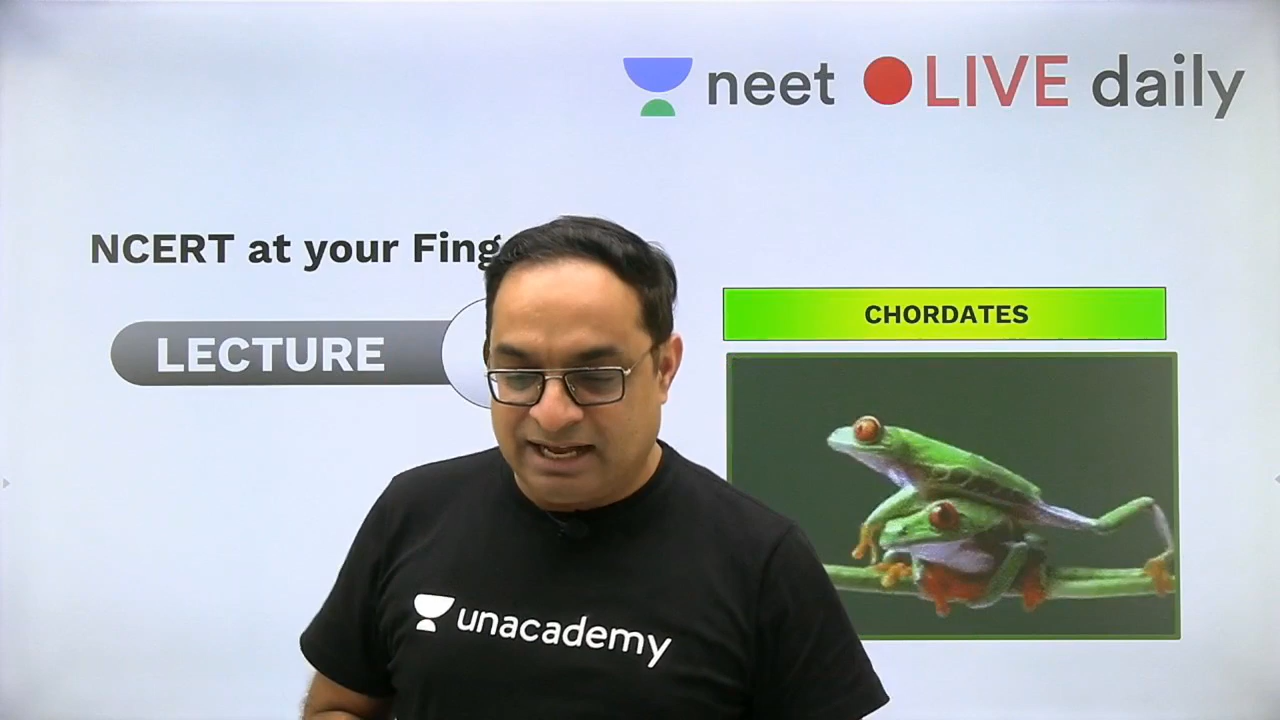 neet LIVE daily
NCERT at your Fing
LECTURE
CHORDATES
unacademy